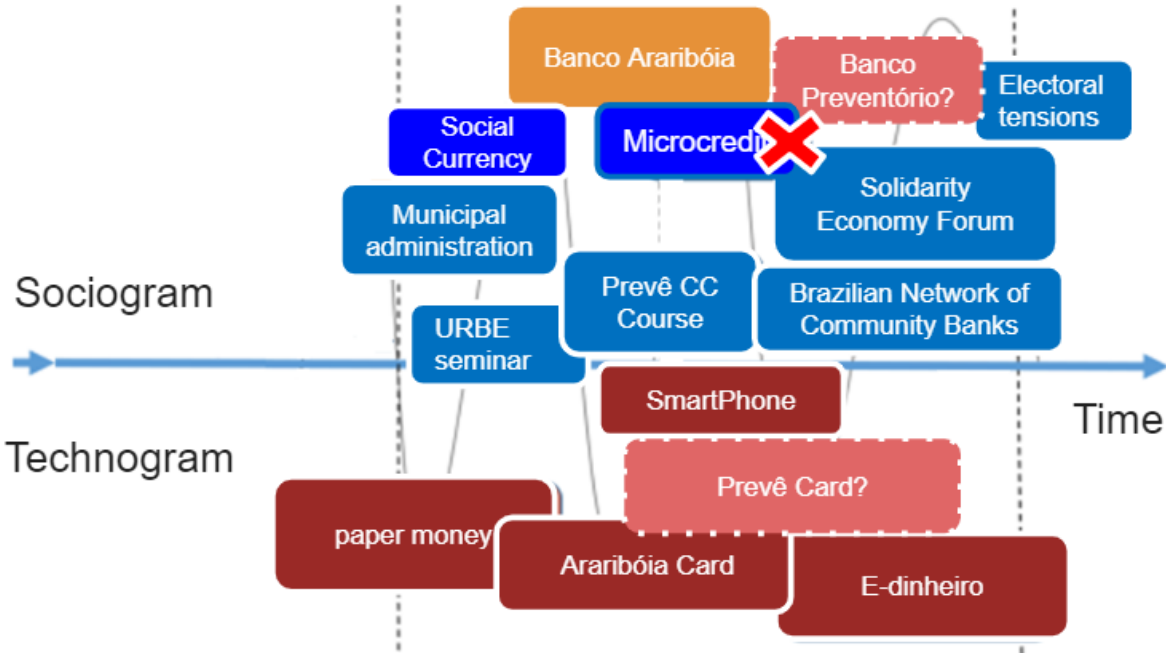 Banco Araribóia
Banco
Preventório?
Electoral
tensions
Social
Currency
Microcredi
Solidarity
Economy Forum
Municipal
administration
Prevê CC
Course
Brazilian Network of
Community Banks
Sociogram
URBE
seminar
SmartPhone
Time
Technogram
Prevê Card?
paper money
Araribóia Card
E-dinheiro